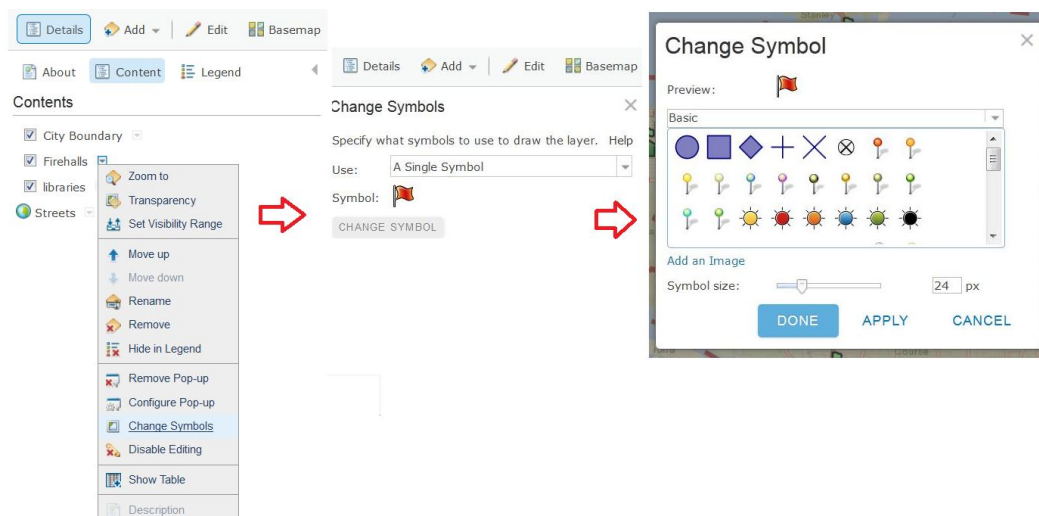 Details Add Edit Basemap
About Content Legend
Contents
City Boundary
Firehalls
libraries
Streets
Zoom to
Transparency
Set Visibility Range
Move up
Move down
Rename
Remove
Hide in Legend
Remove Pop-up
Configure Pop-up
Change Symbols
Disable Editing
Show Table
Description
Details Add Edit Basemap
Change Symbols
Specify what symbols to use to draw the layer. Help
Use: A Single Symbol
Symbol:
CHANGE SYMBOL
Stanley
Change Symbol
Preview:
Basic
Add an Image
Symbol size: 24 px
DONE APPLY CANCEL
Course